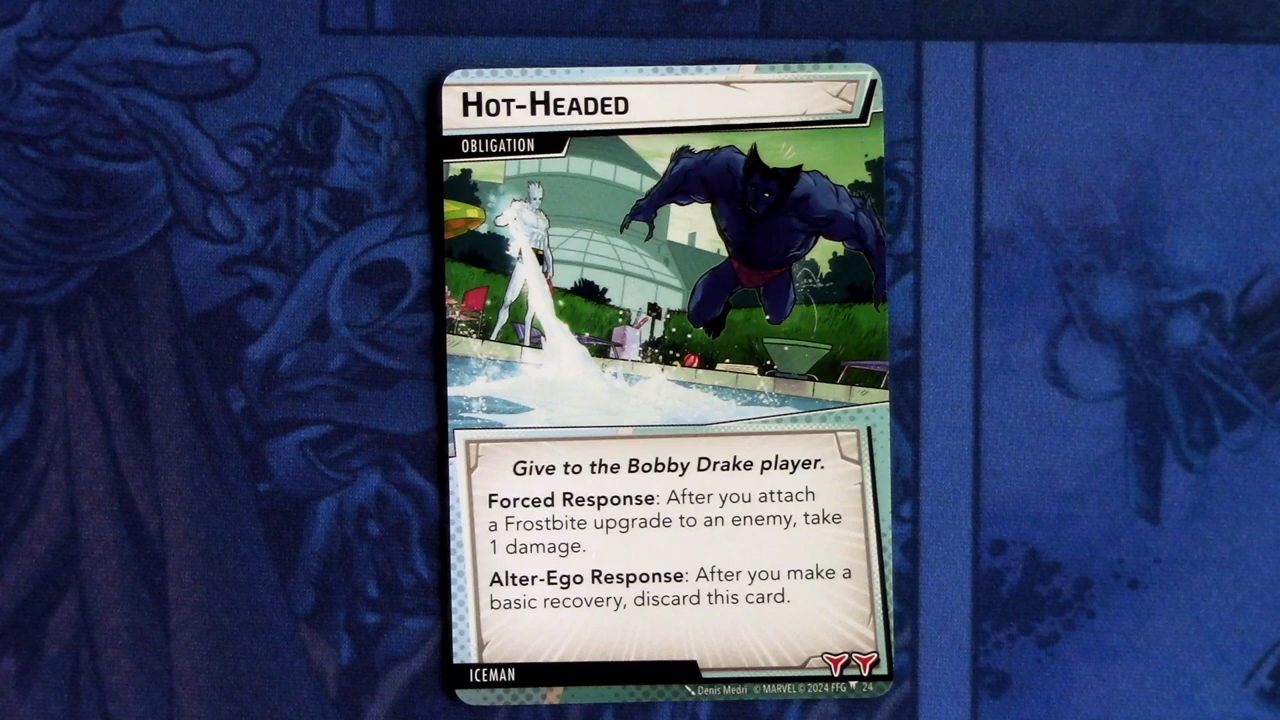 HOT-HEADED
OBLIGATION
Give to the Bobby Drake player.
Forced Response: After you attach
a Frostbite upgrade to an enemy, take
1 damage.
Alter-Ego Response: After you make a
basic recovery, discard this card.
ICEMAN
Denis Medri © MARVEL © 2024 FFG 24